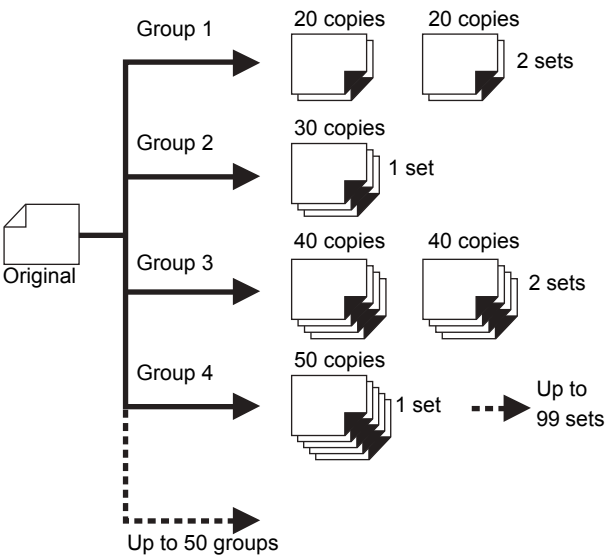 Group 1
20 copies
20 copies
2 sets
Group 2
30 copies
1 set
Original
Group 3
40 copies
40 copies
2 sets
Group 4
50 copies
1 set
Up to
99 sets
Up to 50 groups